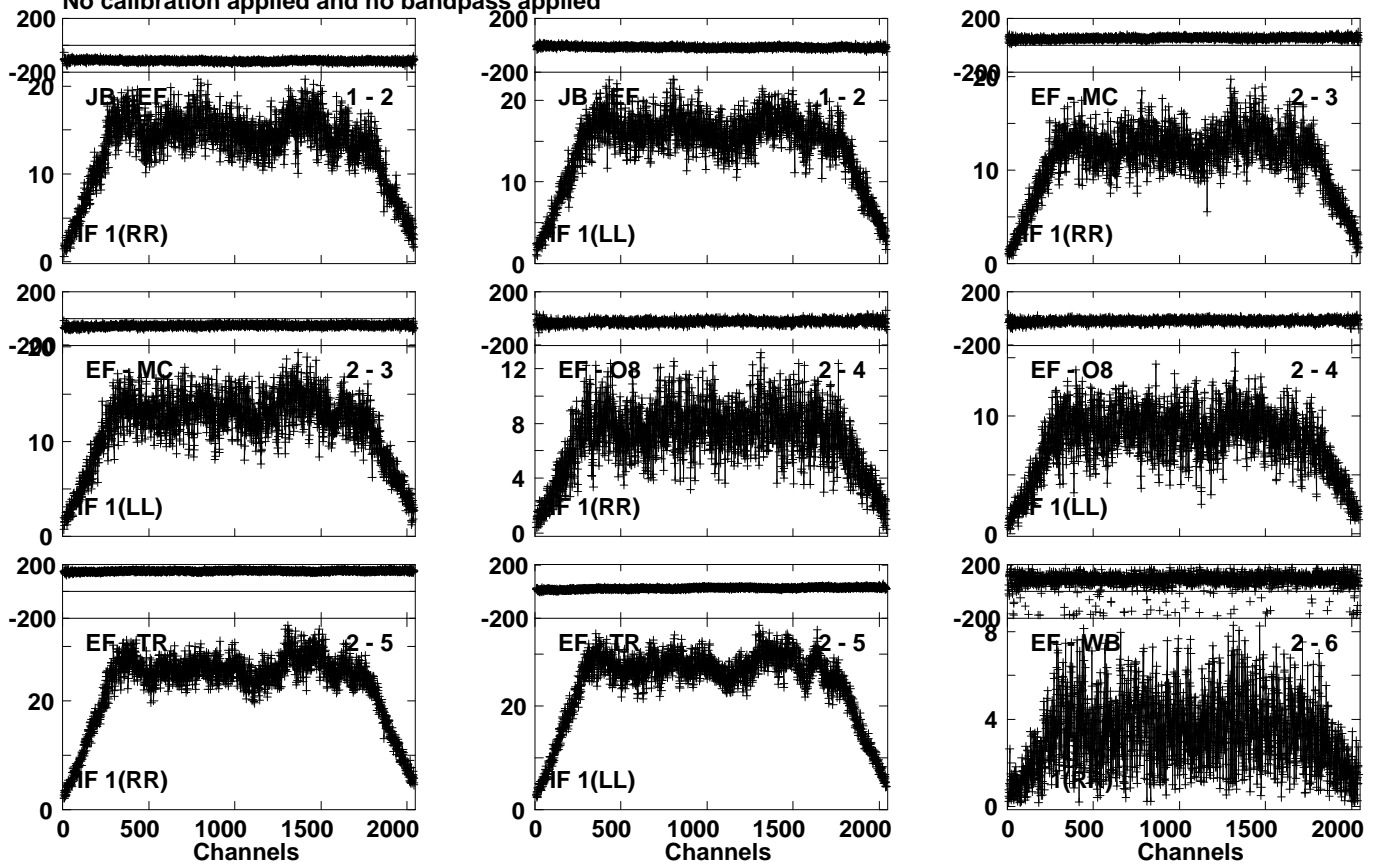 No calibration applied and no bandpass applied
200
-200
20
10
0
JB - EF 1 - 2
IF 1(RR)
200
-200
20
10
0
JB - EF 1 - 2
IF 1(LL)
200
-200
20
10
0
EF - MC 2 - 3
IF 1(RR)
200
-200
20
10
0
EF - MC 2 - 3
IF 1(LL)
200
-200
12
8
4
0
EF - O8 2 - 4
IF 1(RR)
200
-200
10
0
EF - O8 2 - 4
IF 1(LL)
200
-200
20
0
EF - TR 2 - 5
IF 1(RR)
0 500 1000 1500 2000
Channels
200
-200
20
0
EF - TR 2 - 5
IF 1(LL)
0 500 1000 1500 2000
Channels
200
-200
8
4
0
EF - WB 2 - 6
0 500 1000 1500 2000
Channels